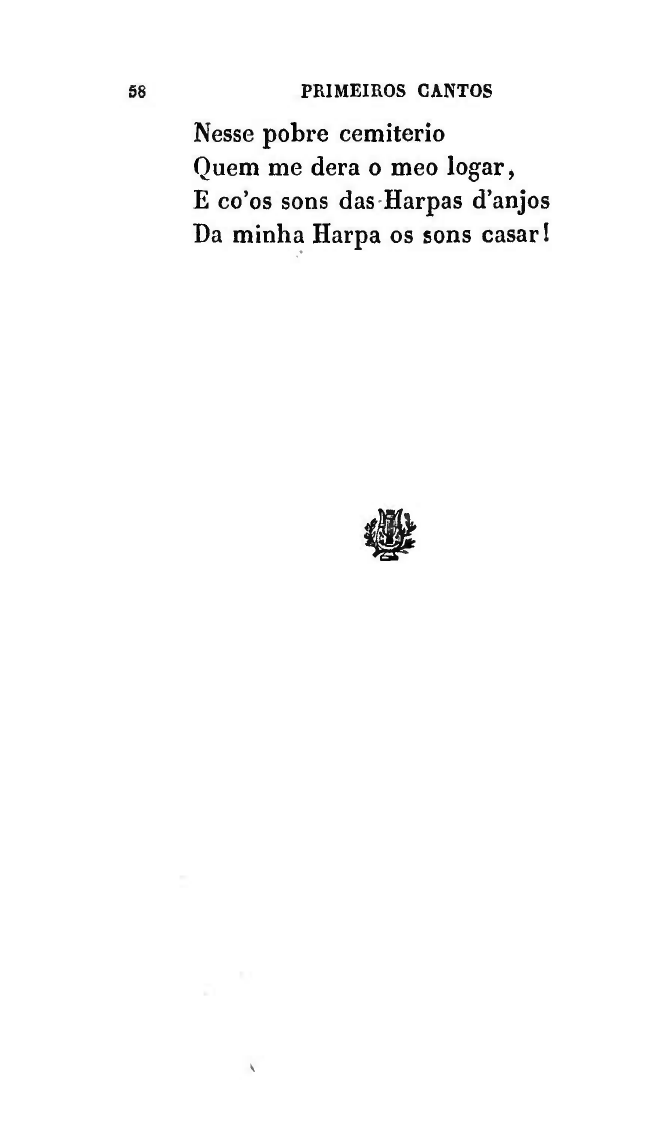 58 PRIMEIROS CANTOS
Nesse pobre cemiterio
Quem me dera o meo logar,
E co'os sons das Harpas d'anjos
Da minha Harpa os sons casar!